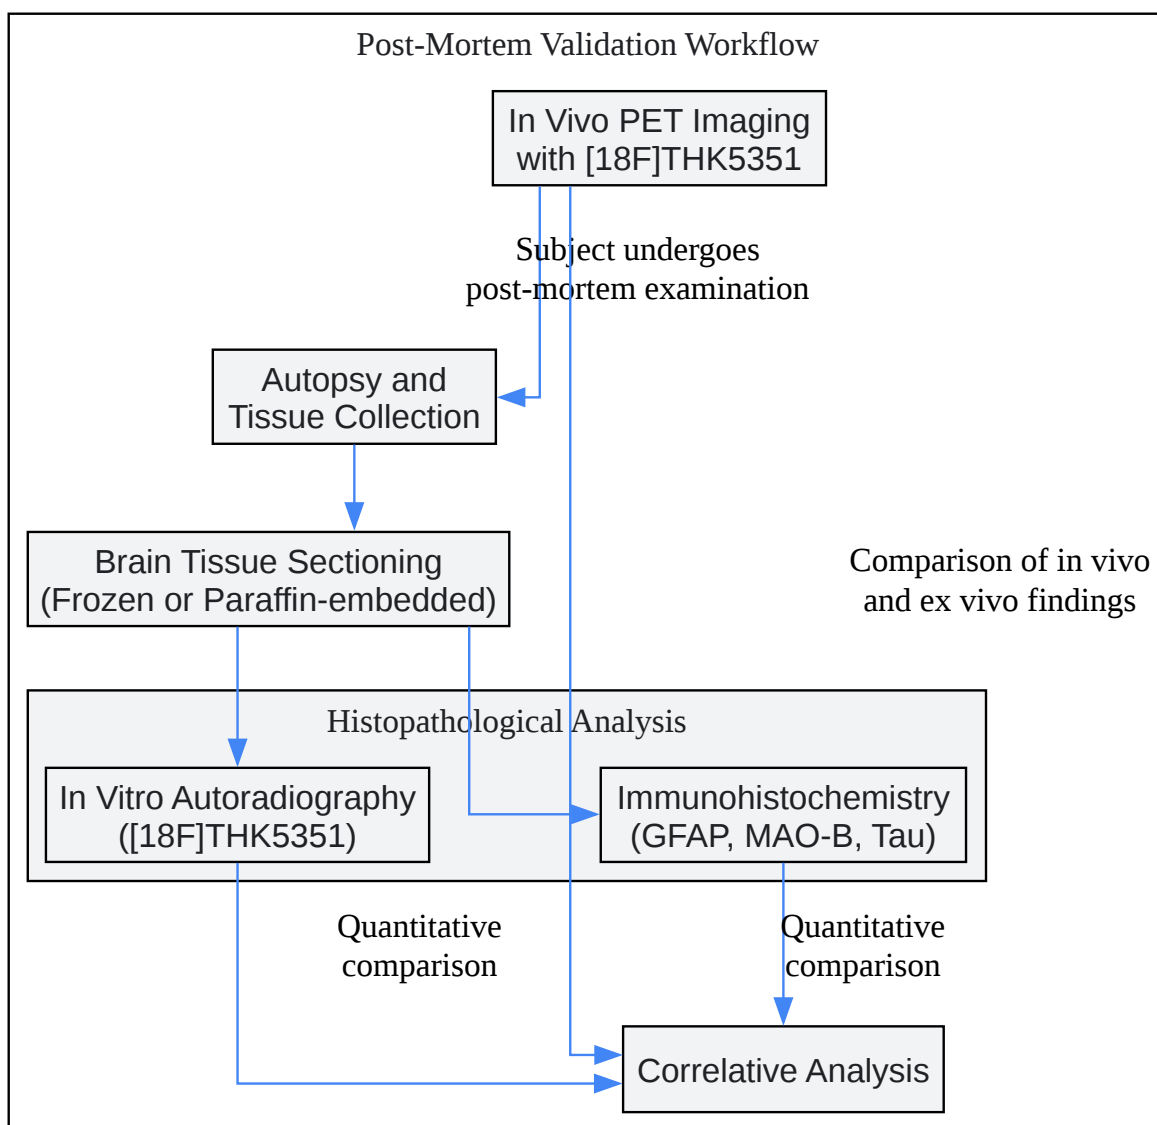 Post-Mortem Validation Workflow
In Vivo PET Imaging
with [18F]THK5351
Subject undergoes
post-mortem examination
Autopsy and
Tissue Collection
Brain Tissue Sectioning
(Frozen or Paraffin-embedded)
Comparison of in vivo
and ex vivo findings
Histopathological Analysis
In Vitro Autoradiography
([18F]THK5351)
Immunohistochemistry
(GFAP, MAO-B, Tau)
Quantitative
comparison
Quantitative
comparison
Correlative Analysis